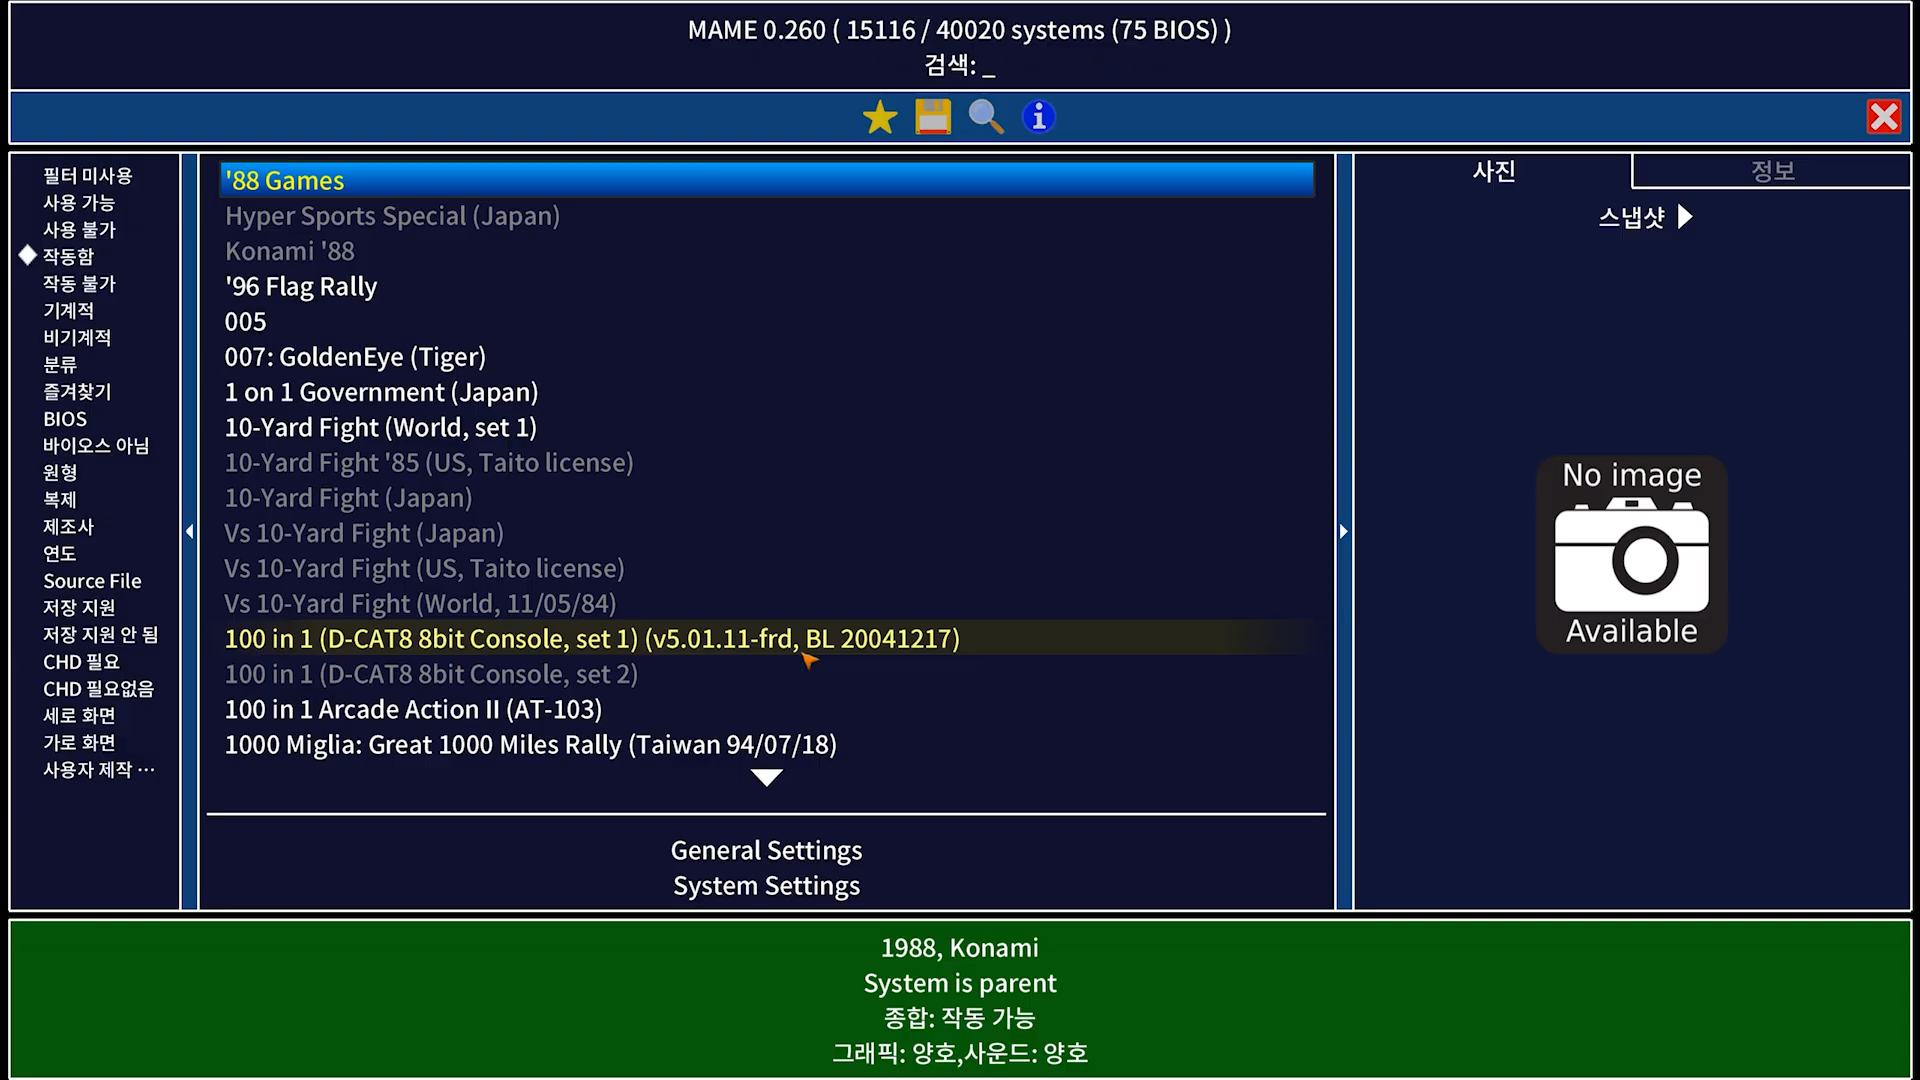 MAME 0.260 ( 15116 / 40020 systems (75 BIOS) )
검색: _
필터 미사용
사용 가능
사용 불가
작동함
작동 불가
기계적
비기계적
분류
즐겨찾기
BIOS
바이오스 아님
원형
복제
제조사
연도
Source File
저장 지원
저장 지원 안 됨
CHD 필요
CHD 필요없음
세로 화면
가로 화면
사용자 제작 …
'88 Games
Hyper Sports Special (Japan)
Konami '88
'96 Flag Rally
005
007: GoldenEye (Tiger)
1 on 1 Government (Japan)
10-Yard Fight (World, set 1)
10-Yard Fight '85 (US, Taito license)
10-Yard Fight (Japan)
Vs 10-Yard Fight (Japan)
Vs 10-Yard Fight (US, Taito license)
Vs 10-Yard Fight (World, 11/05/84)
100 in 1 (D-CAT8 8bit Console, set 1) (v5.01.11-frd, BL 20041217)
100 in 1 (D-CAT8 8bit Console, set 2)
100 in 1 Arcade Action II (AT-103)
1000 Miglia: Great 1000 Miles Rally (Taiwan 94/07/18)
General Settings
System Settings
사진
정보
스냅샷
No image
Available
1988, Konami
System is parent
종합: 작동 가능
그래픽: 양호,사운드: 양호